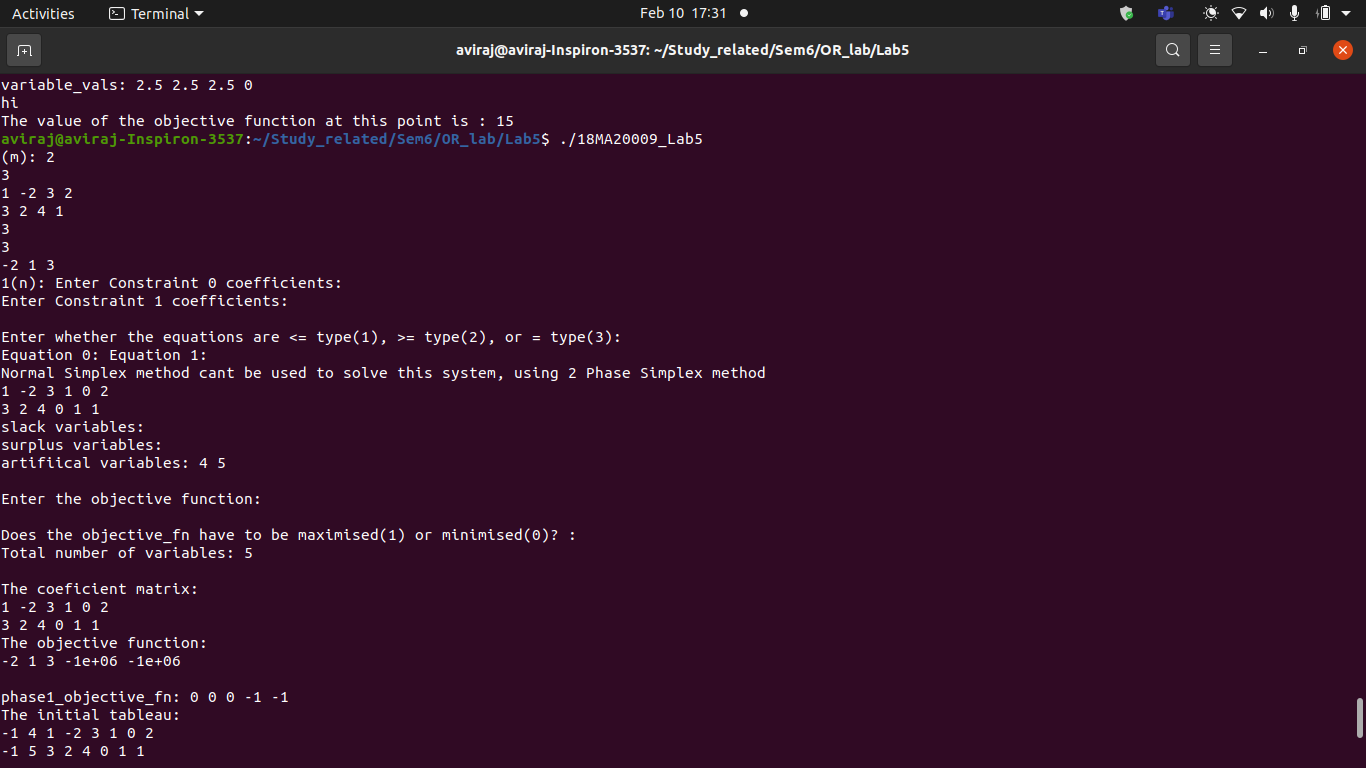 Activities Terminal Feb 10 17:31
aviraj@aviraj-Inspiron-3537: ~/Study_related/Sem6/OR_lab/Lab5
variable_vals: 2.5 2.5 2.5 0
hi
The value of the objective function at this point is : 15
aviraj@aviraj-Inspiron-3537:~/Study_related/Sem6/OR_lab/Lab5$ ./18MA20009_Lab5
(m): 2
3
1 -2 3 2
3 2 4 1
3
3
-2 1 3
1(n): Enter Constraint 0 coefficients:
Enter Constraint 1 coefficients:
Enter whether the equations are <= type(1), >= type(2), or = type(3):
Equation 0: Equation 1:
Normal Simplex method cant be used to solve this system, using 2 Phase Simplex method
1 -2 3 1 0 2
3 2 4 0 1 1
slack variables:
surplus variables:
artifiical variables: 4 5
Enter the objective function:
Does the objective_fn have to be maximised(1) or minimised(0)? :
Total number of variables: 5
The coeficient matrix:
1 -2 3 1 0 2
3 2 4 0 1 1
The objective function:
-2 1 3 -1e+06 -1e+06
phase1_objective_fn: 0 0 0 -1 -1
The initial tableau:
-1 4 1 -2 3 1 0 2
-1 5 3 2 4 0 1 1